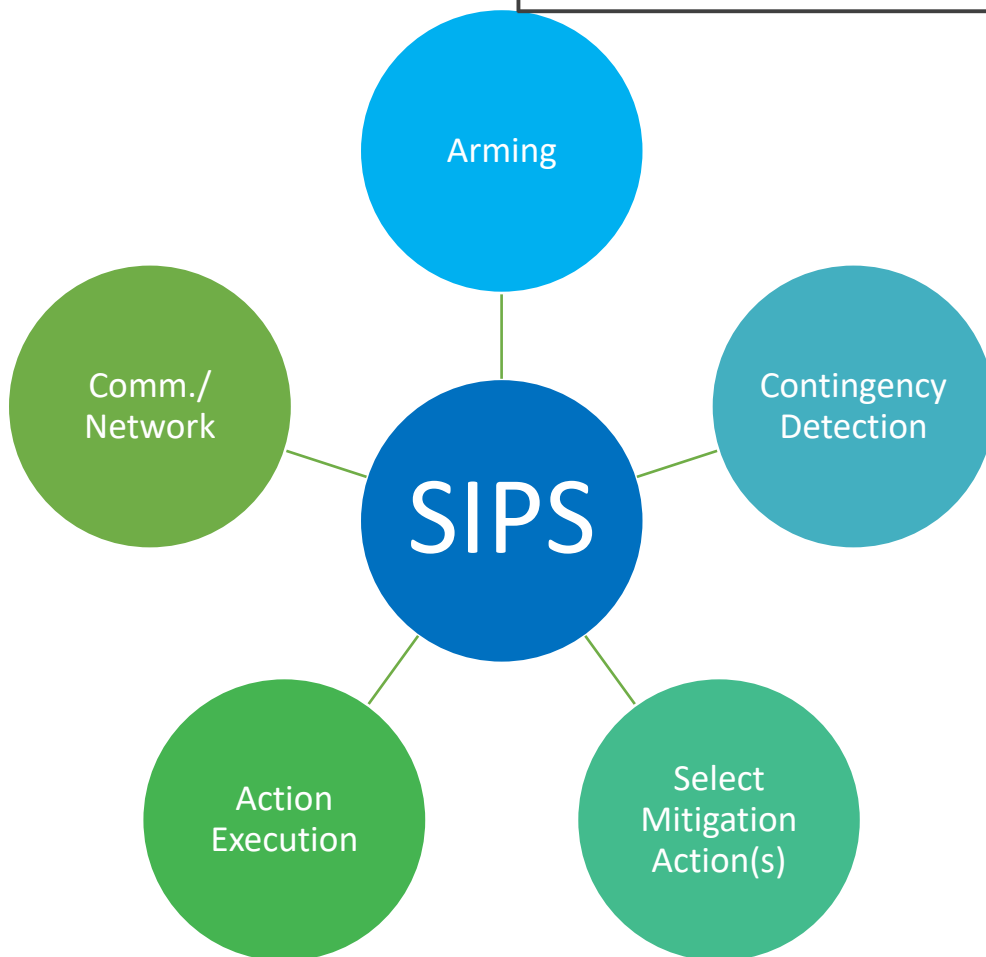 Arming
Comm./
Network
Contingency
Detection
SIPS
Action
Execution
Select
Mitigation
Action(s)